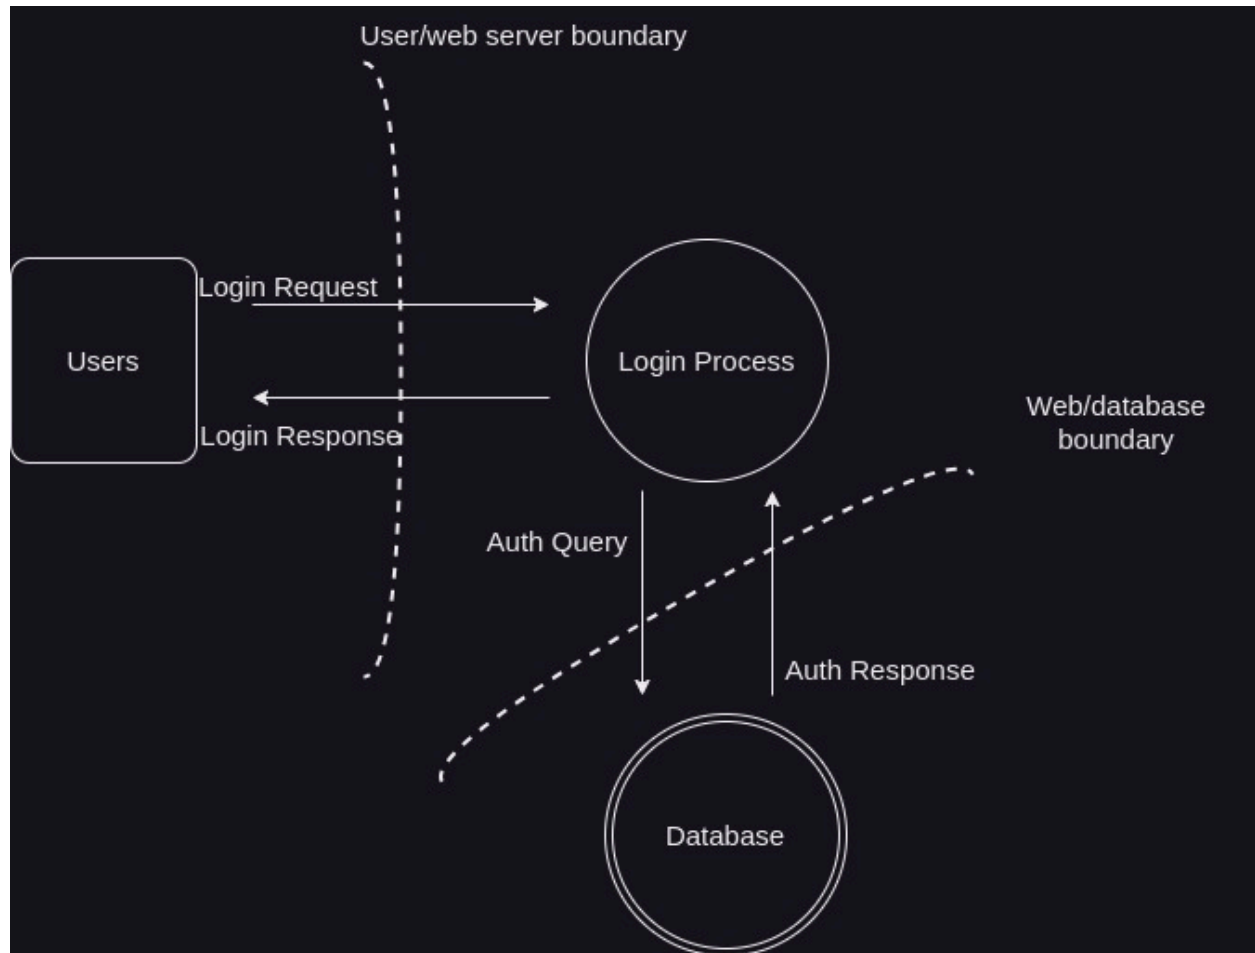 User/web server boundary
Login Request
Users
Login Process
Login Response
Web/database
boundary
Auth Query
Auth Response
Database